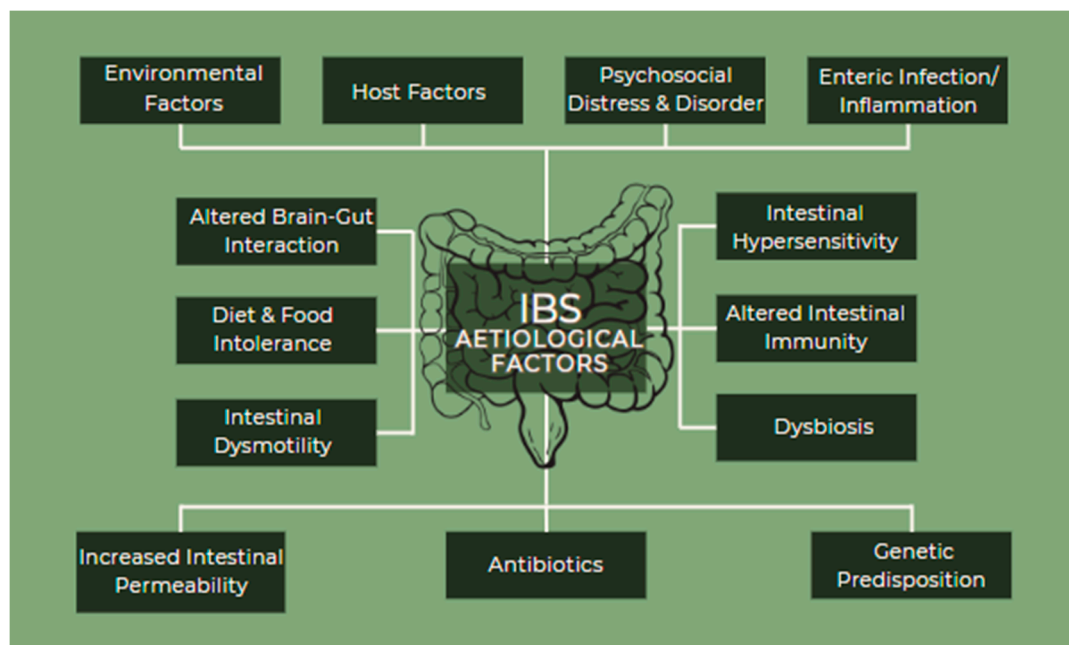 Environmental
Factors
Host Factors
Psychosocial
Distress & Disorder
Enteric Infection/
Inflammation
Altered Brain-Gut
Interaction
Diet & Food
Intolerance
Intestinal
Dysmotility
IBS
AETIOLOGICAL
FACTORS
Intestinal
Hypersensitivity
Altered Intestinal
Immunity
Dysbiosis
Increased Intestinal
Permeability
Antibiotics
Genetic
Predisposition